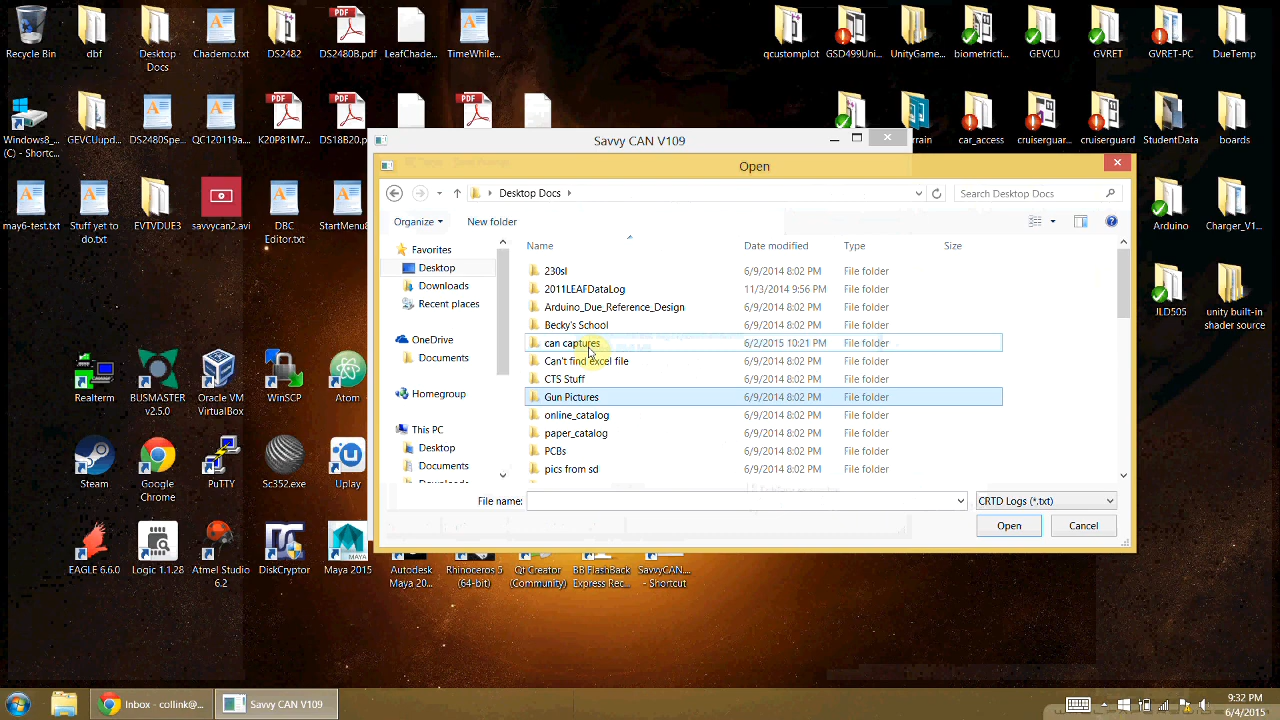 Recycle Bin
dbf
Desktop
Docs
Chademo.txt
DS2482
DS2480B.pdf
LeafChade...
TimeWhile...
qcustomplot
GSD499Uni...
UnityGame...
biometricti...
GEVCU
GVRET
GVRET-PC
DueTemp
Windows8_...
(C) - Shortc...
GEVCUupd...
DS2480Spe...
QC120119a...
K20P81M7...
DS18B20.p...
car_access
cruiserguar...
cruiserguard
StudentData
boards
may6-test.txt
Stuff yet to
do.txt
EVTVDUE3
savvycan2.avi
DBC
Editor.txt
StartMenu8...
Arduino
Charger_V1...
JLD505
unity built-in
shader source
Realterm
BUSMASTER
v2.5.0
Oracle VM
VirtualBox
WinSCP
Atom
Steam
Google
Chrome
PuTTY
Sc352.exe
Uplay
EAGLE 6.6.0
Logic 1.1.28
Atmel Studio
6.2
DiskCryptor
Maya 2015
Autodesk
Maya 20...
Rhinoceros 5
(64-bit)
Qt Creator
(Community)
BB FlashBack
Express Rec...
SavvyCAN....
- Shortcut
Savvy CAN V109
Open
Desktop Docs
Search Desktop Docs
Organize
New folder
Favorites
Desktop
Downloads
Recent places
OneDrive
Documents
Homegroup
This PC
Desktop
Documents
Name Date modified Type Size
230sl 6/9/2014 8:02 PM File folder
2011LEAFDataLog 11/3/2014 9:56 PM File folder
Arduino_Due_Reference_Design 6/9/2014 8:02 PM File folder
Becky's School 6/9/2014 8:02 PM File folder
can captures 6/2/2015 10:21 PM File folder
Can't find excel file 6/9/2014 8:02 PM File folder
CTS Stuff 6/9/2014 8:02 PM File folder
Gun Pictures 6/9/2014 8:02 PM File folder
online_catalog 6/9/2014 8:02 PM File folder
paper_catalog 6/9/2014 8:02 PM File folder
PCBs 6/9/2014 8:02 PM File folder
pics from sd 6/9/2014 8:02 PM File folder
File name:
CRTD Logs (*.txt)
Open
Cancel
Inbox - collink@...
Savvy CAN V109
9:32 PM
6/4/2015